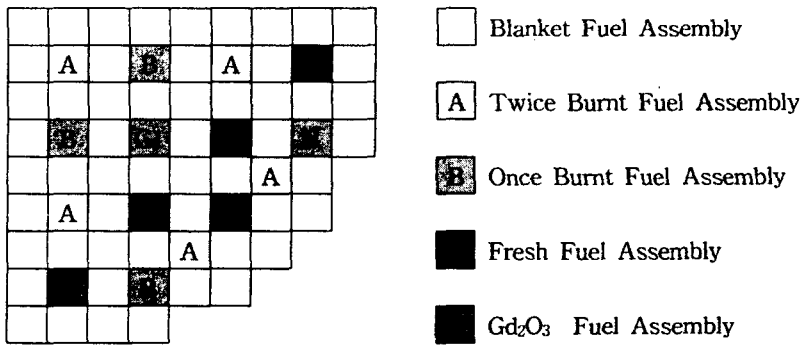 A B A
B
A
A
A
Blanket Fuel Assembly
A Twice Burnt Fuel Assembly
B Once Burnt Fuel Assembly
Fresh Fuel Assembly
Gd₂O₃ Fuel Assembly